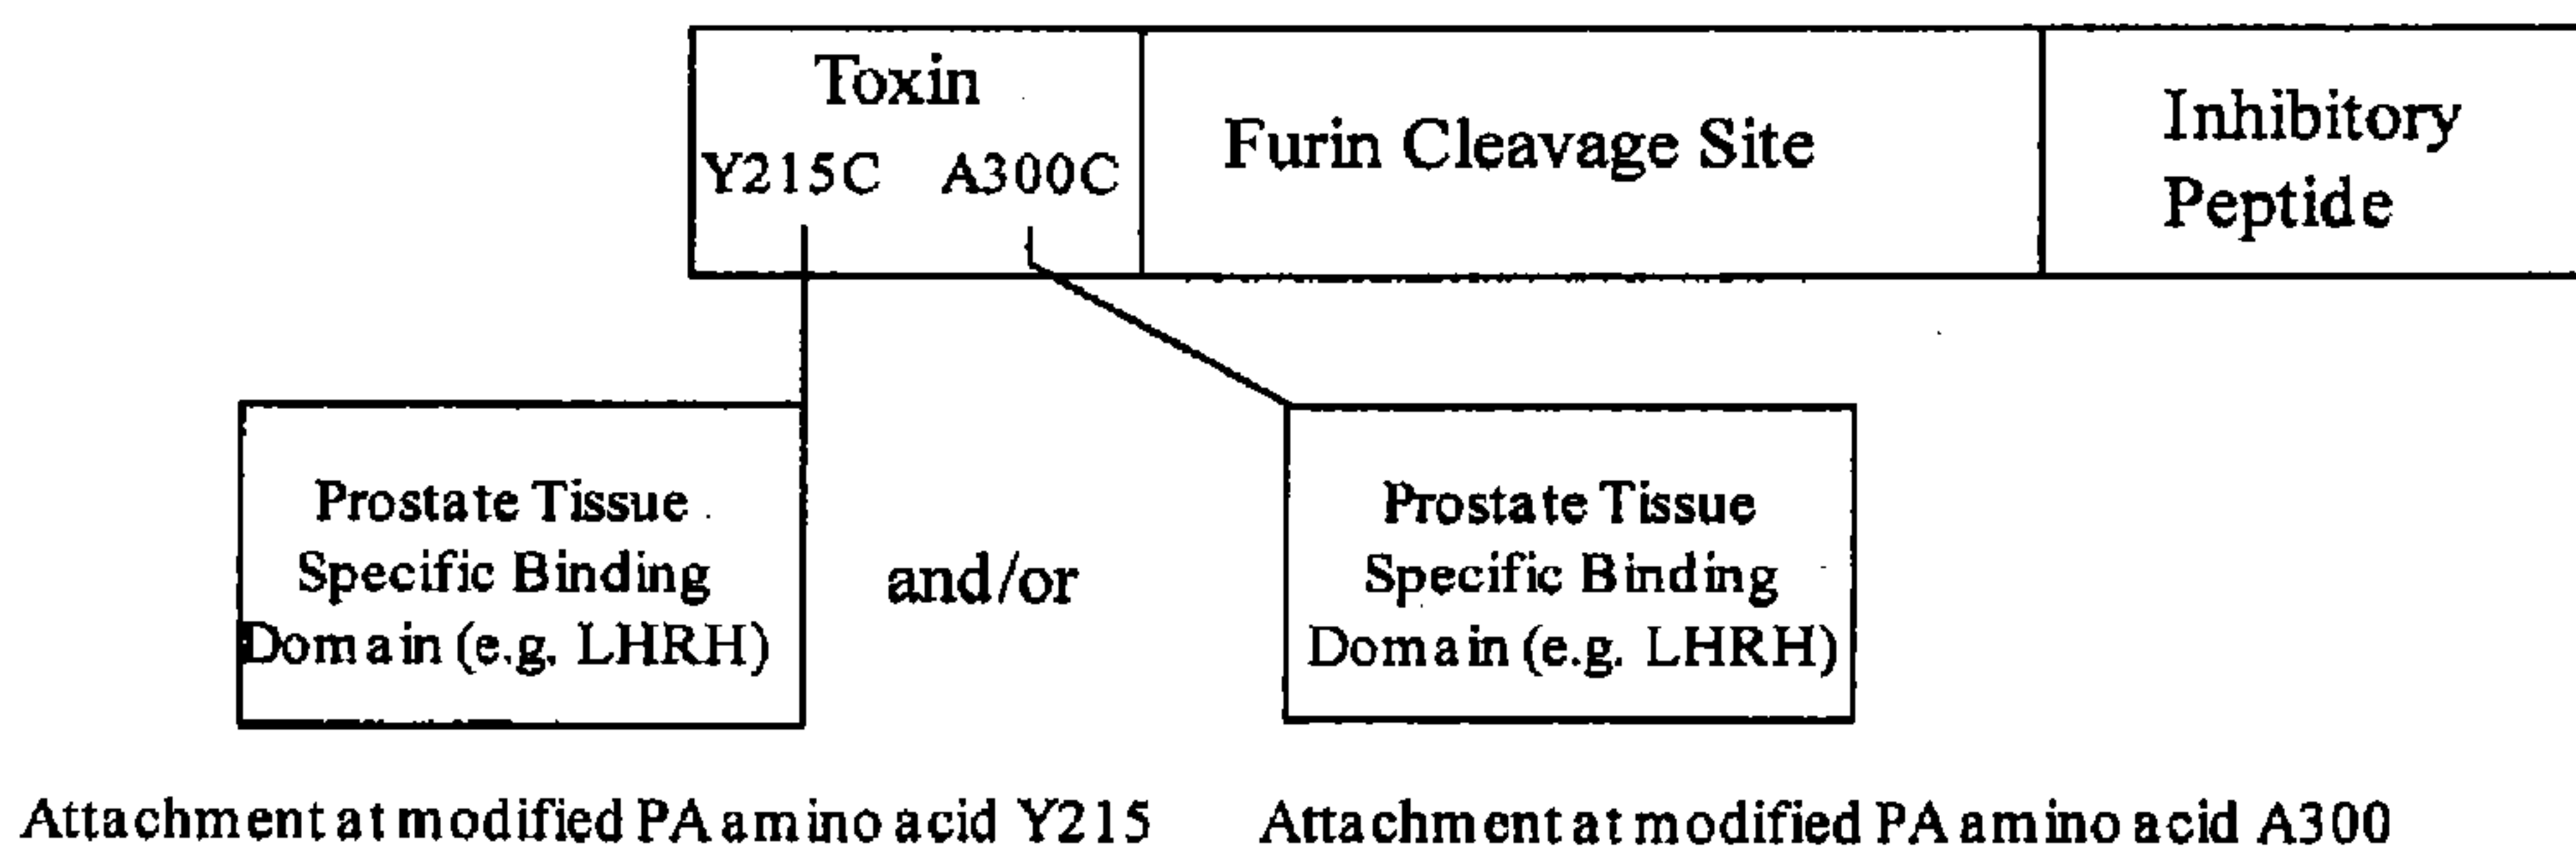 Toxin
Y215C A300C
Furin Cleavage Site
Inhibitory
Peptide
Prostate Tissue
Specific Binding
Domain (e.g. LHRH)
and/or
Prostate Tissue
Specific Binding
Domain (e.g. LHRH)
Attachment at modified PA amino acid Y215
Attachment at modified PA amino acid A300